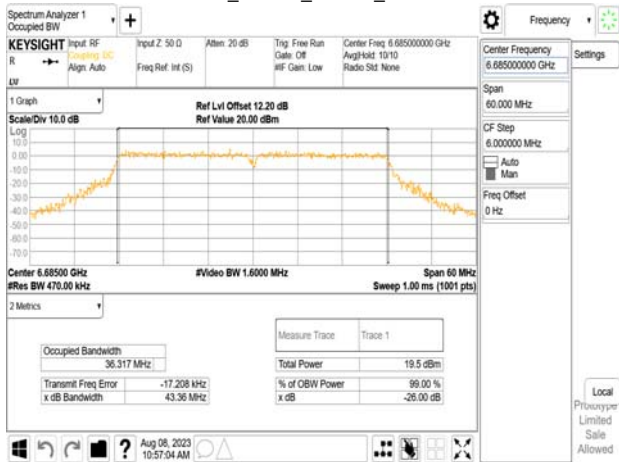 Spectrum Analyzer 1
Occupied BW
Frequency
KEYSIGHT Input: RF Input Z: 50 Ω Atten: 20 dB Trig: Free Run Center Freq: 6.685000000 GHz
R Coupling: DC Gate: Off Avg|Hold: 10/10
Align: Auto Freq Ref: Int (S) #IF Gain: Low Radio Std: None
Center Frequency
6.685000000 GHz
Settings
Span
60.000 MHz
CF Step
6.000000 MHz
Auto
Man
Freq Offset
0 Hz
1 Graph
Ref Lvl Offset 12.20 dB
Scale/Div 10.0 dB Ref Value 20.00 dBm
Log
10.0
0.00
-10.0
-20.0
-30.0
-40.0
-50.0
-60.0
-70.0
Center 6.68500 GHz #Video BW 1.6000 MHz Span 60 MHz
#Res BW 470.00 kHz Sweep 1.00 ms (1001 pts)
2 Metrics
Measure Trace Trace 1
Occupied Bandwidth
36.317 MHz Total Power 19.5 dBm
Transmit Freq Error -17.208 kHz % of OBW Power 99.00 %
x dB Bandwidth 43.36 MHz x dB -26.00 dB
Local
Prototype
Limited
Sale
Allowed
? Aug 08, 2023
10:57:04 AM